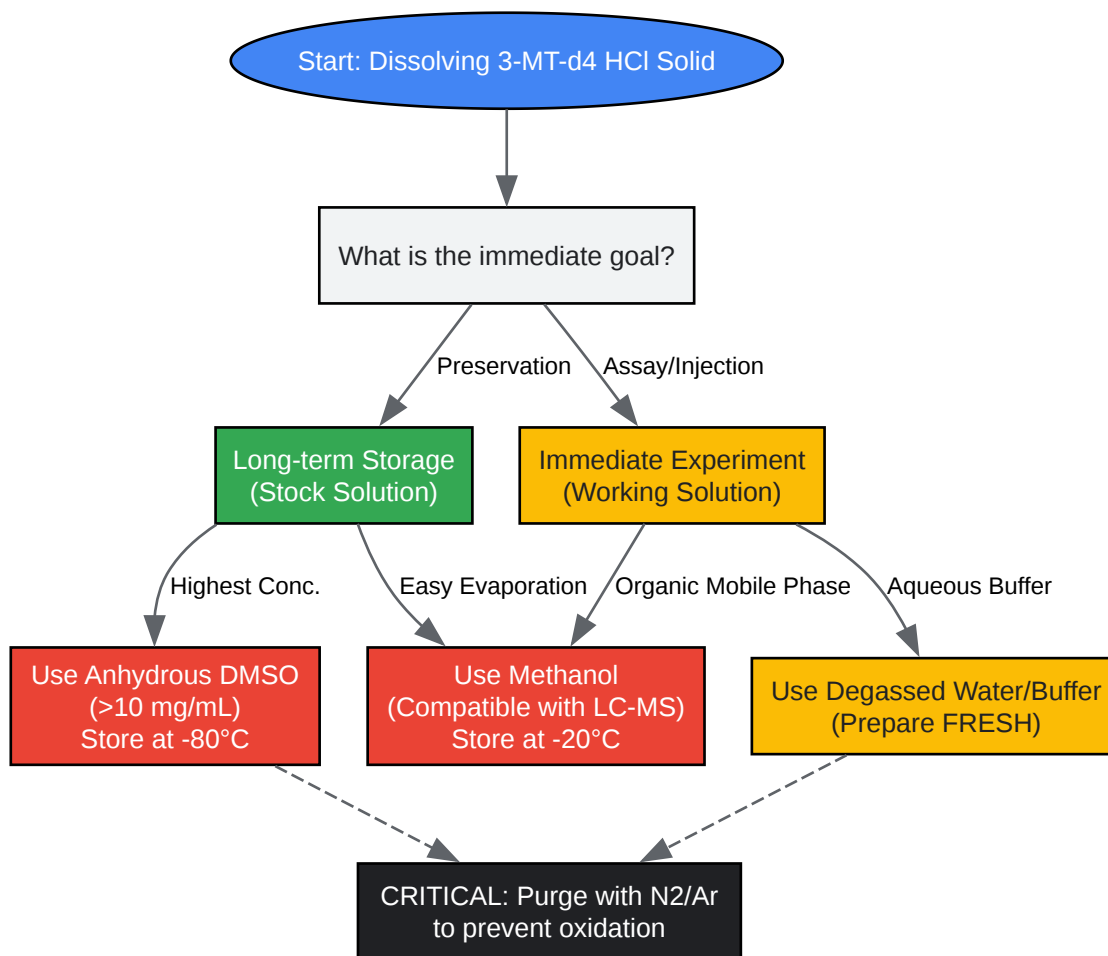 Start: Dissolving 3-MT-d4 HCl Solid
What is the immediate goal?
Preservation
Assay/Injection
Long-term Storage
(Stock Solution)
Immediate Experiment
(Working Solution)
Highest Conc.
Easy Evaporation
Organic Mobile Phase
Aqueous Buffer
Use Anhydrous DMSO
(>10 mg/mL)
Store at -80°C
Use Methanol
(Compatible with LC-MS)
Store at -20°C
Use Degassed Water/Buffer
(Prepare FRESH)
CRITICAL: Purge with N2/Ar
to prevent oxidation